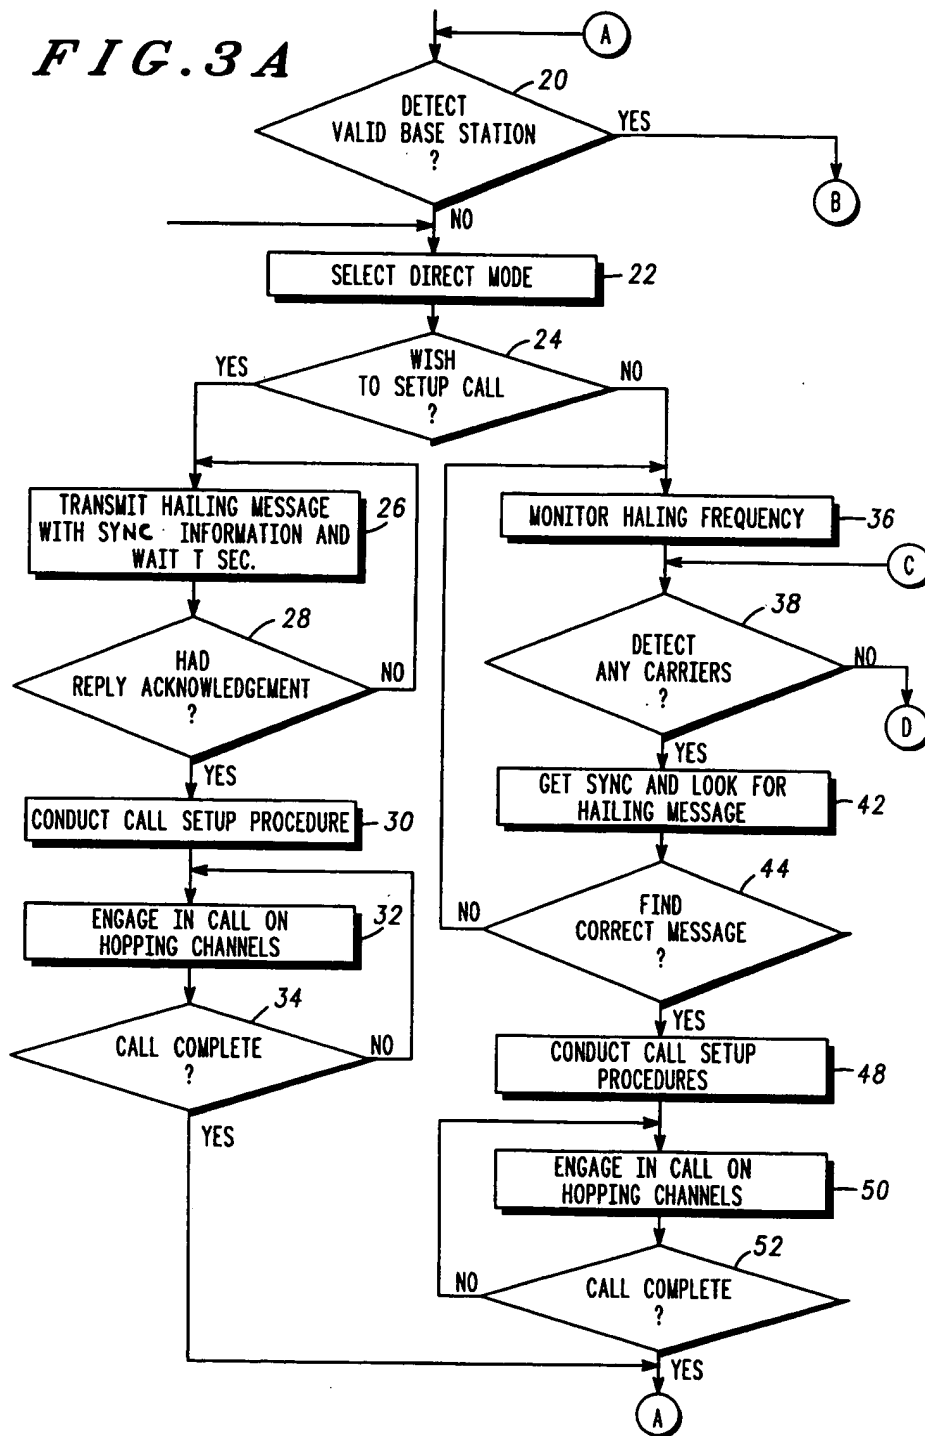 FIG.3A
A
20
DETECT
VALID BASE STATION
?
YES
B
NO
SELECT DIRECT MODE
22
24
WISH
TO SETUP CALL
?
YES
NO
TRANSMIT HAILING MESSAGE
WITH SYNC INFORMATION AND
WAIT T SEC.
26
28
HAD
REPLY ACKNOWLEDGEMENT
?
NO
YES
CONDUCT CALL SETUP PROCEDURE
30
ENGAGE IN CALL ON
HOPPING CHANNELS
32
34
CALL COMPLETE
?
NO
YES
MONITOR HALING FREQUENCY
36
C
38
DETECT
ANY CARRIERS
?
NO
D
YES
GET SYNC AND LOOK FOR
HAILING MESSAGE
42
44
FIND
CORRECT MESSAGE
?
NO
YES
CONDUCT CALL SETUP
PROCEDURES
48
ENGAGE IN CALL ON
HOPPING CHANNELS
50
52
CALL COMPLETE
?
NO
YES
A